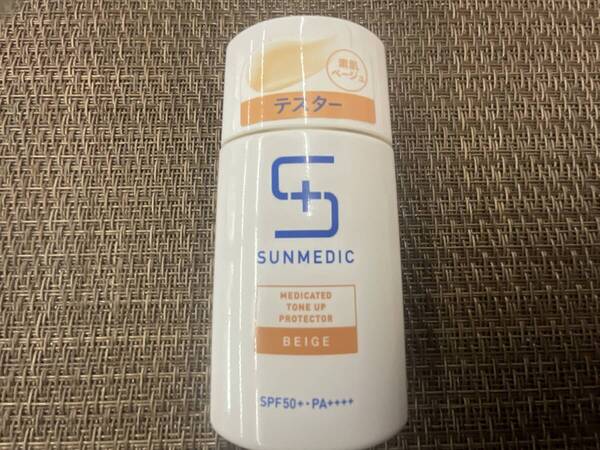 素肌
ベージュ
テスター
SUNMEDIC
MEDICATED
TONE UP
PROTECTOR
BEIGE
SPF50+・PA++++